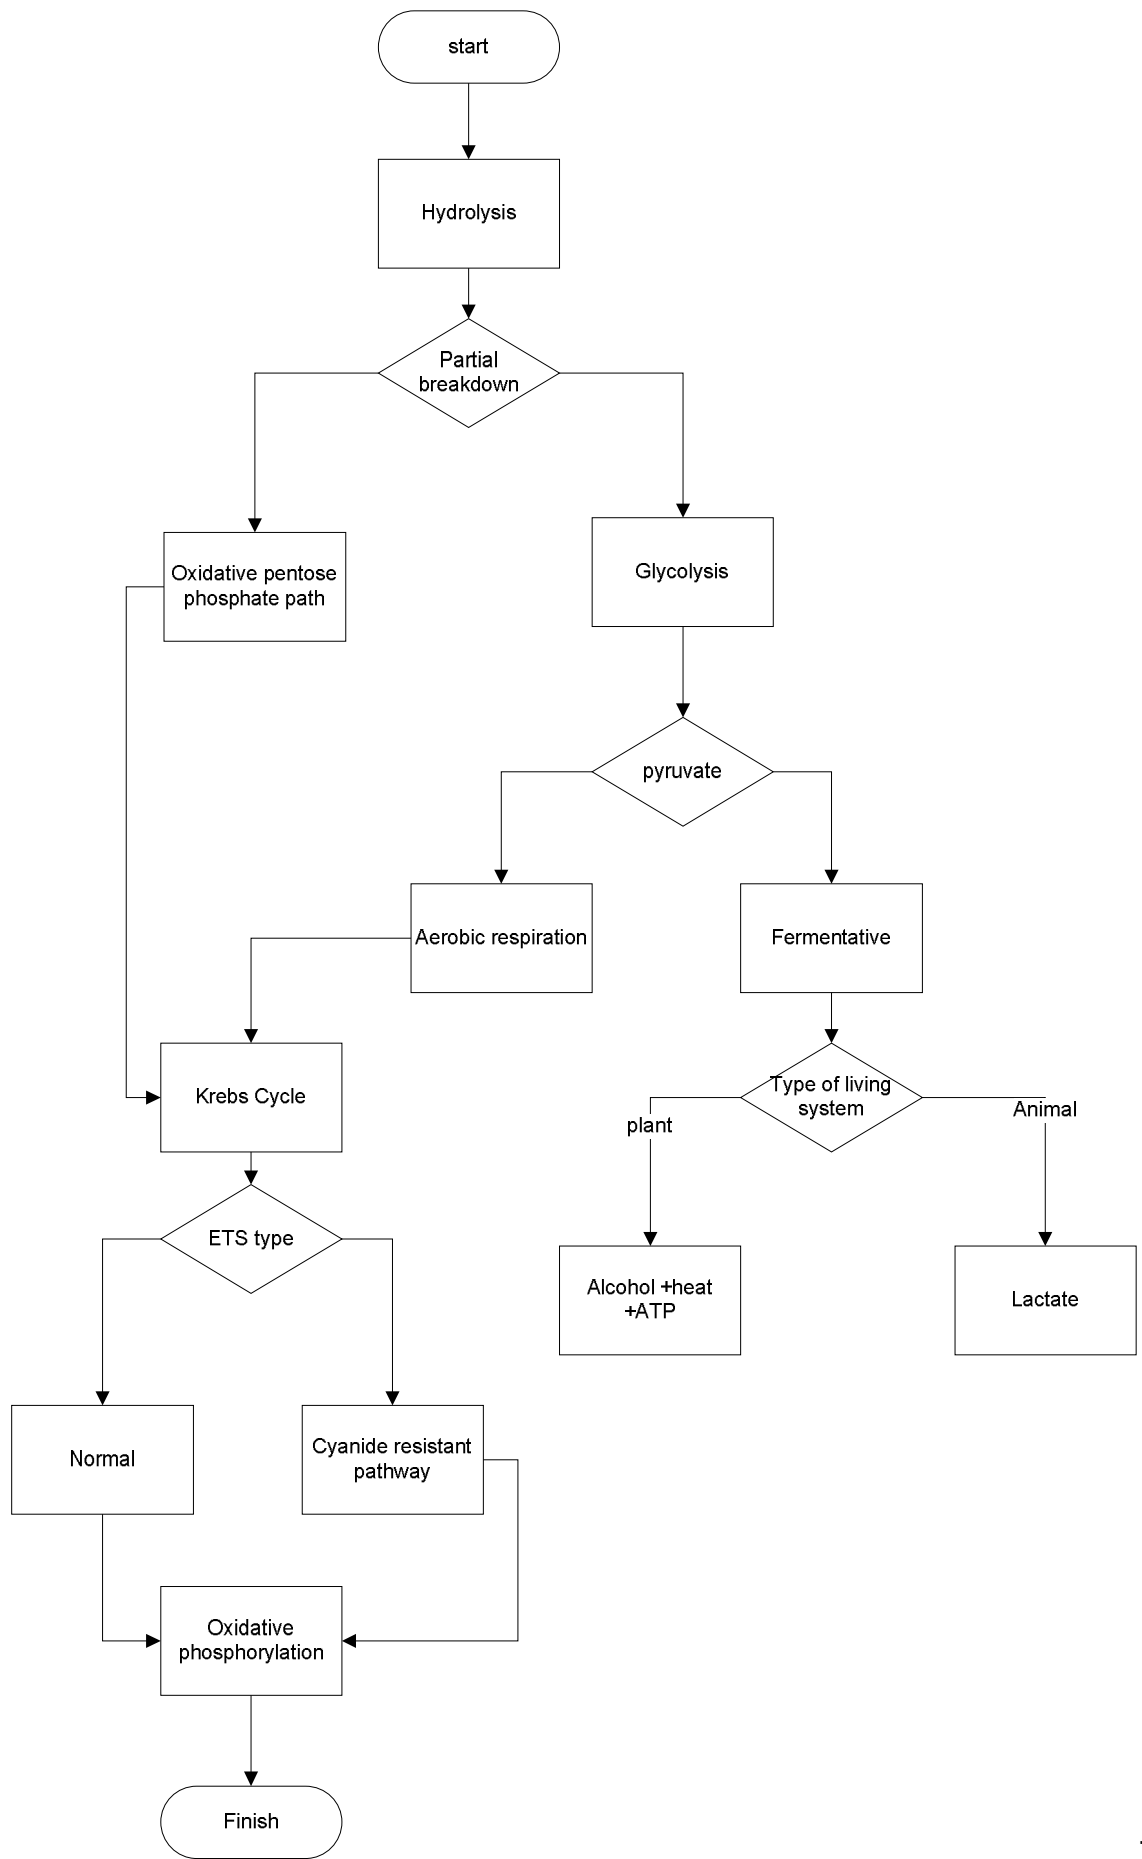 start
Hydrolysis
Partial
breakdown
Oxidative pentose
phosphate path
Glycolysis
pyruvate
Aerobic respiration
Fermentative
Krebs Cycle
Type of living
system
plant
Animal
ETS type
Alcohol +heat
+ATP
Lactate
Normal
Cyanide resistant
pathway
Oxidative
phosphorylation
Finish